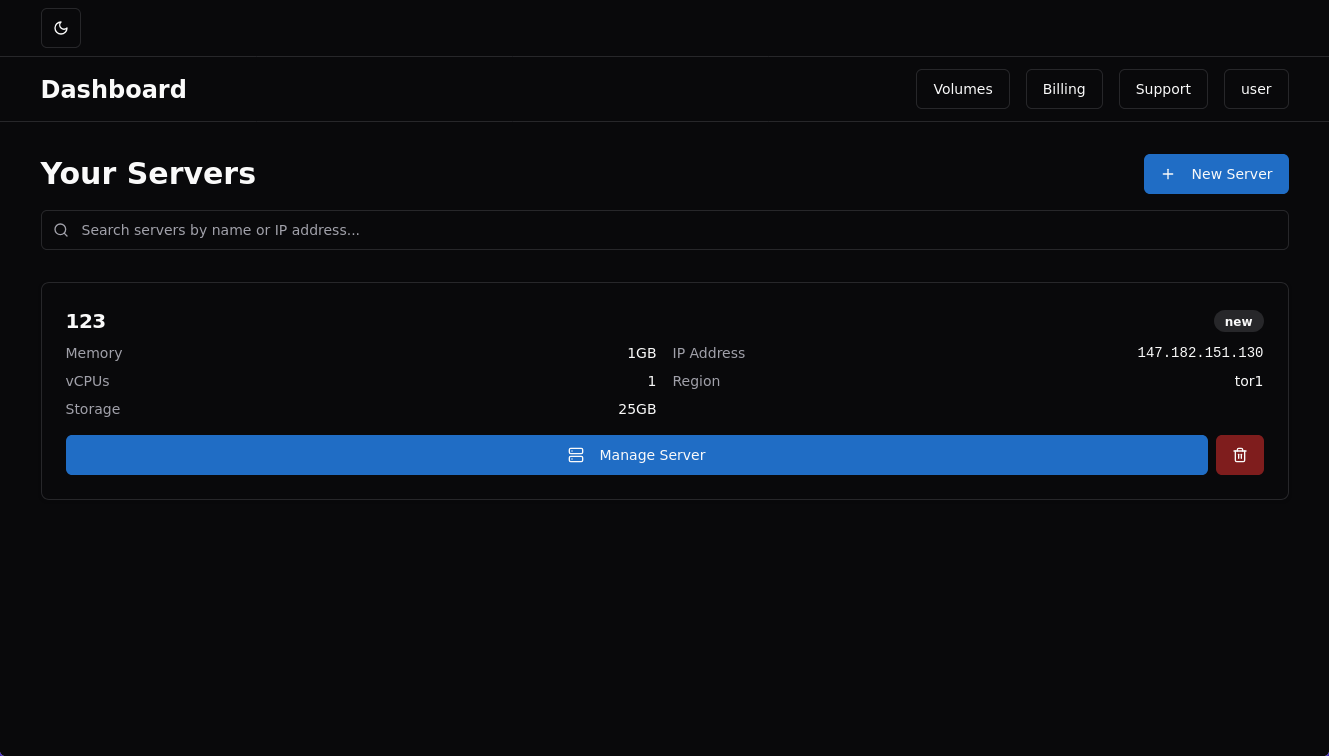 Dashboard
Volumes
Billing
Support
user
Your Servers
New Server
Search servers by name or IP address...
123
new
Memory 1GB
IP Address 147.182.151.130
vCPUs 1
Region tor1
Storage 25GB
Manage Server